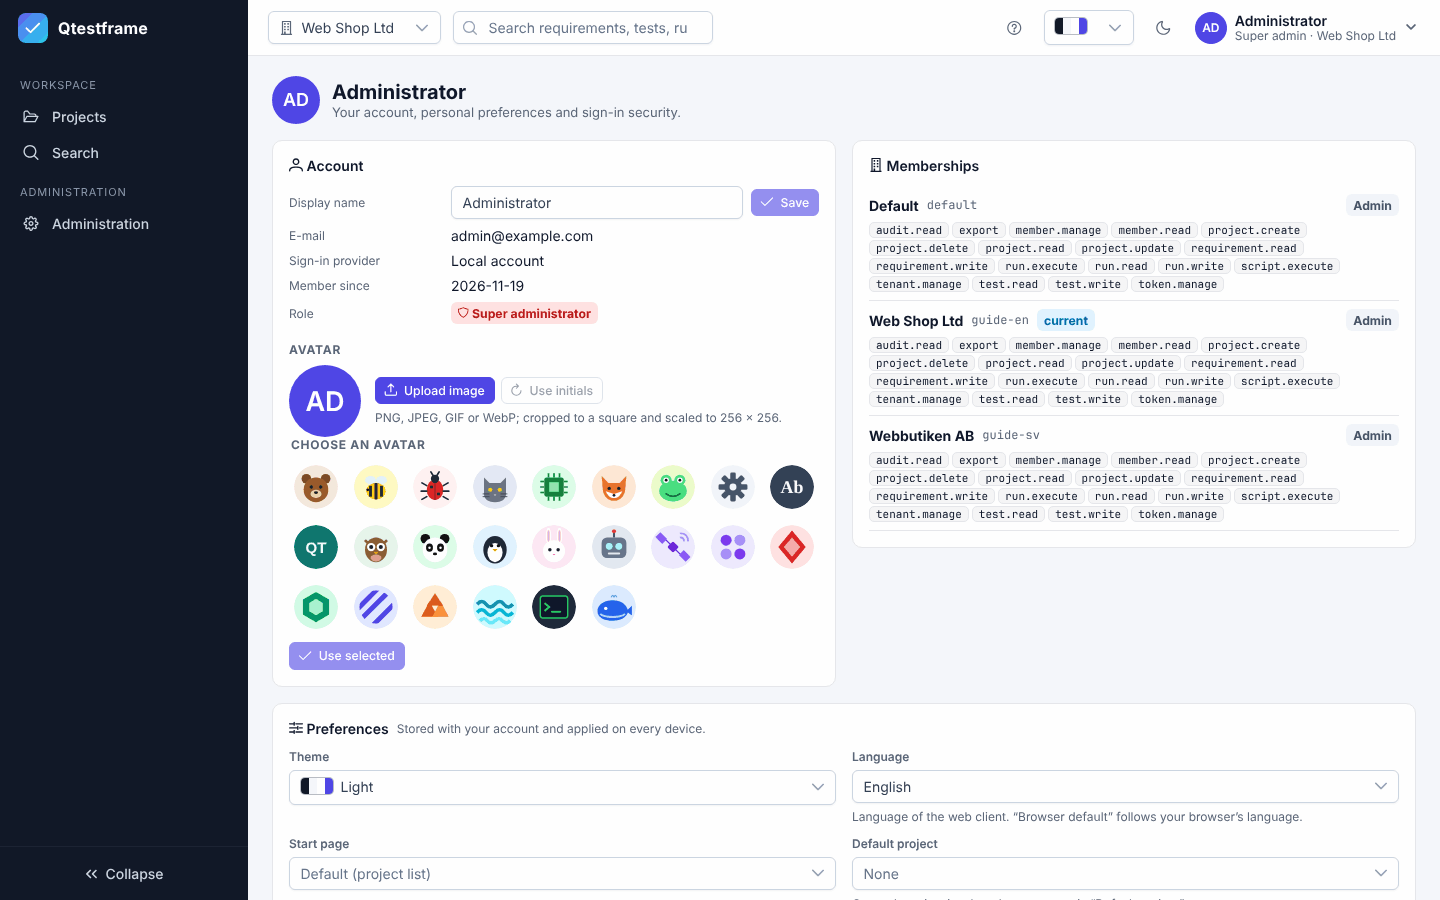 Qtestframe
Web Shop Ltd
Search requirements, tests, ru
AD
Administrator
Super admin · Web Shop Ltd
WORKSPACE
Projects
Search
ADMINISTRATION
Administration
Collapse
AD
Administrator
Your account, personal preferences and sign-in security.
Account
Display name
Administrator
Save
E-mail
admin@example.com
Sign-in provider
Local account
Member since
2026-11-19
Role
Super administrator
AVATAR
AD
Upload image
Use initials
PNG, JPEG, GIF or WebP; cropped to a square and scaled to 256 × 256.
CHOOSE AN AVATAR
Ab
QT
Use selected
Memberships
Default default Admin
audit.read export member.manage member.read project.create
project.delete project.read project.update requirement.read
requirement.write run.execute run.read run.write script.execute
tenant.manage test.read test.write token.manage
Web Shop Ltd guide-en current Admin
audit.read export member.manage member.read project.create
project.delete project.read project.update requirement.read
requirement.write run.execute run.read run.write script.execute
tenant.manage test.read test.write token.manage
Webbutiken AB guide-sv Admin
audit.read export member.manage member.read project.create
project.delete project.read project.update requirement.read
requirement.write run.execute run.read run.write script.execute
tenant.manage test.read test.write token.manage
Preferences Stored with your account and applied on every device.
Theme
Light
Language
English
Language of the web client. “Browser default” follows your browser’s language.
Start page
Default (project list)
Default project
None